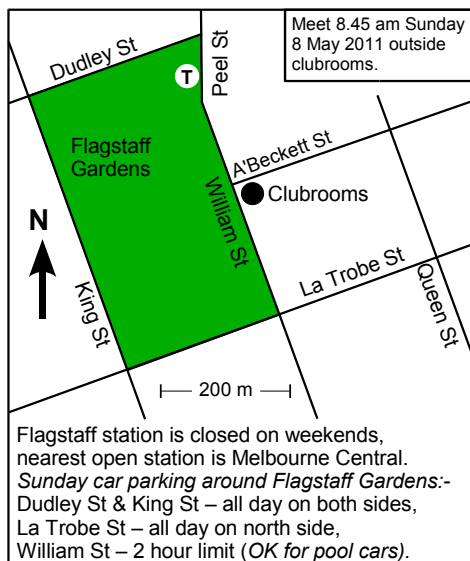 Meet 8.45 am Sunday
8 May 2011 outside
clubrooms.
Dudley St
Peel St
T
Flagstaff
Gardens
A'Beckett St
William St
Clubrooms
N
King St
La Trobe St
Queen St
200 m
Flagstaff station is closed on weekends,
nearest open station is Melbourne Central.
Sunday car parking around Flagstaff Gardens:-
Dudley St & King St – all day on both sides,
La Trobe St – all day on north side,
William St – 2 hour limit (OK for pool cars).